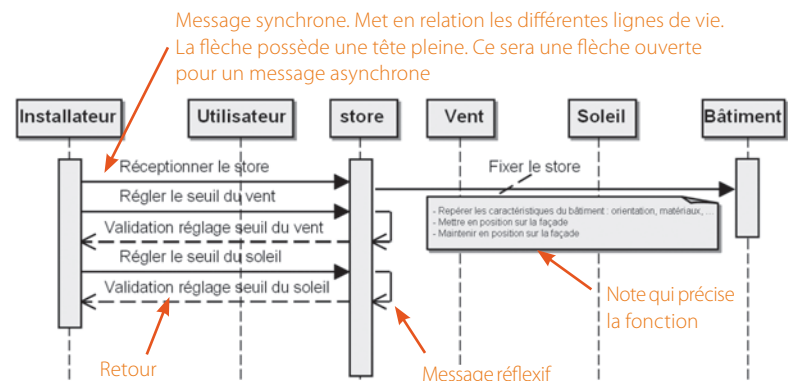 Message synchrone. Met en relation les différentes lignes de vie.
La flèche possède une tête pleine. Ce sera une flèche ouverte
pour un message asynchrone
Installateur
Utilisateur
store
Vent
Soleil
Bâtiment
Réceptionner le store
Fixer le store
Régler le seuil du vent
- Repérer les caractéristiques du bâtiment : orientation, matériaux, ...
- Mettre en position sur la façade
- Maintenir en position sur la façade
Validation réglage seuil du vent
Régler le seuil du soleil
Validation réglage seuil du soleil
Note qui précise
la fonction
Retour
Message réflexif